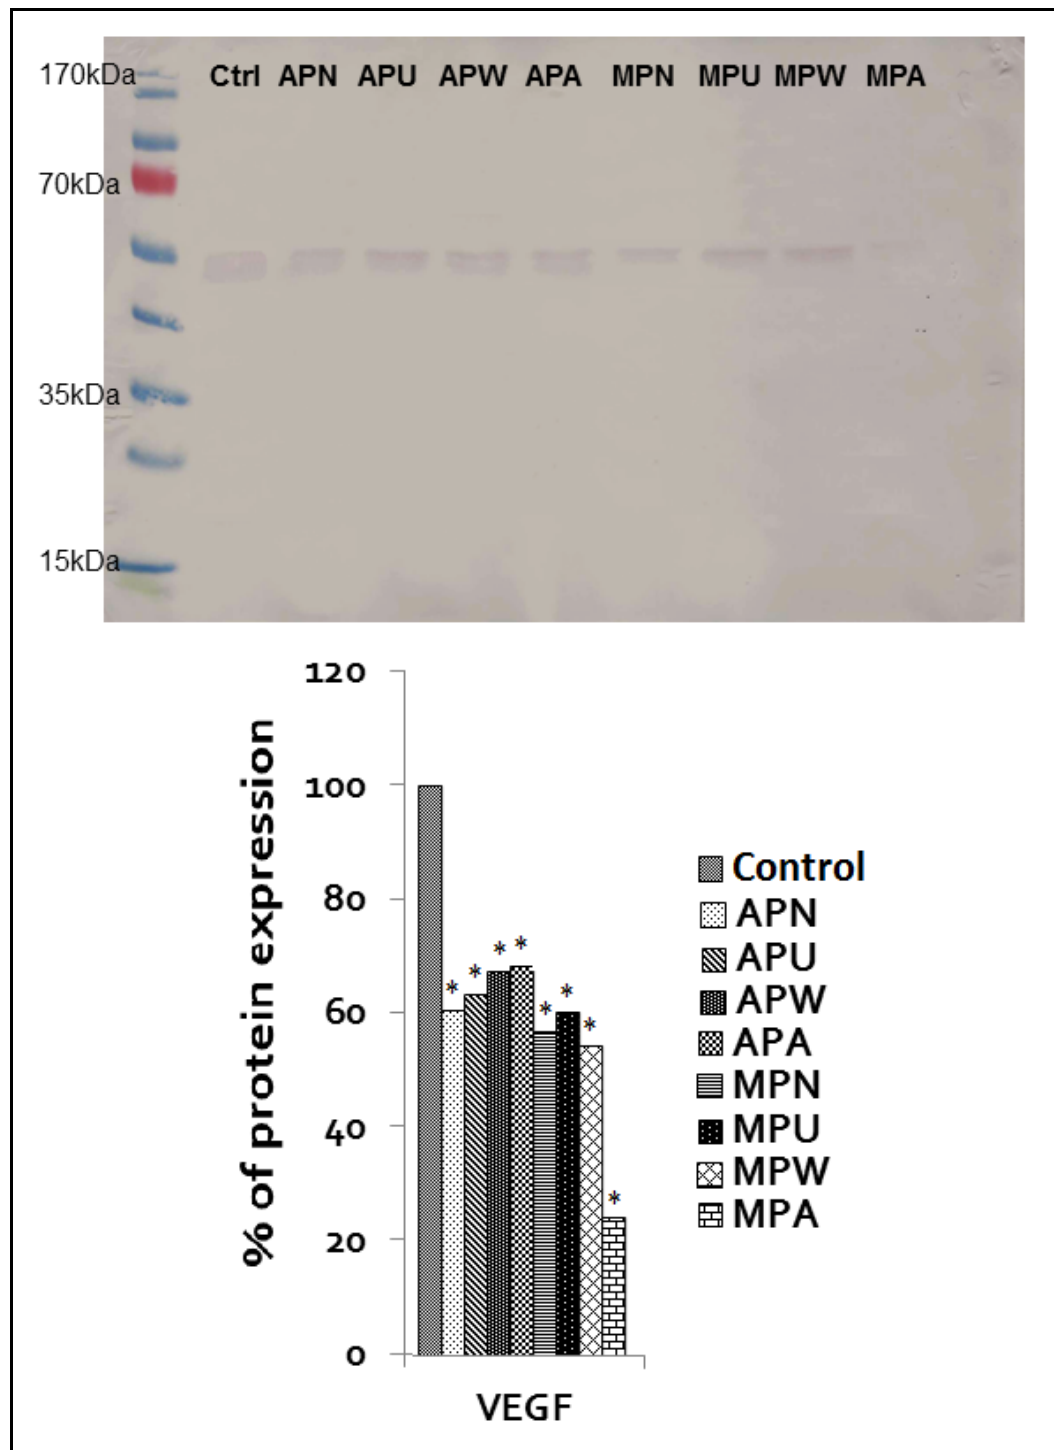 170kDa Ctrl APN APU APW APA MPN MPU MPW MPA
70kDa
35kDa
15kDa
120
100
80
60
40
20
0
% of protein expression
* * * * * * * *
VEGF
Control
APN
APU
APW
APA
MPN
MPU
MPW
MPA